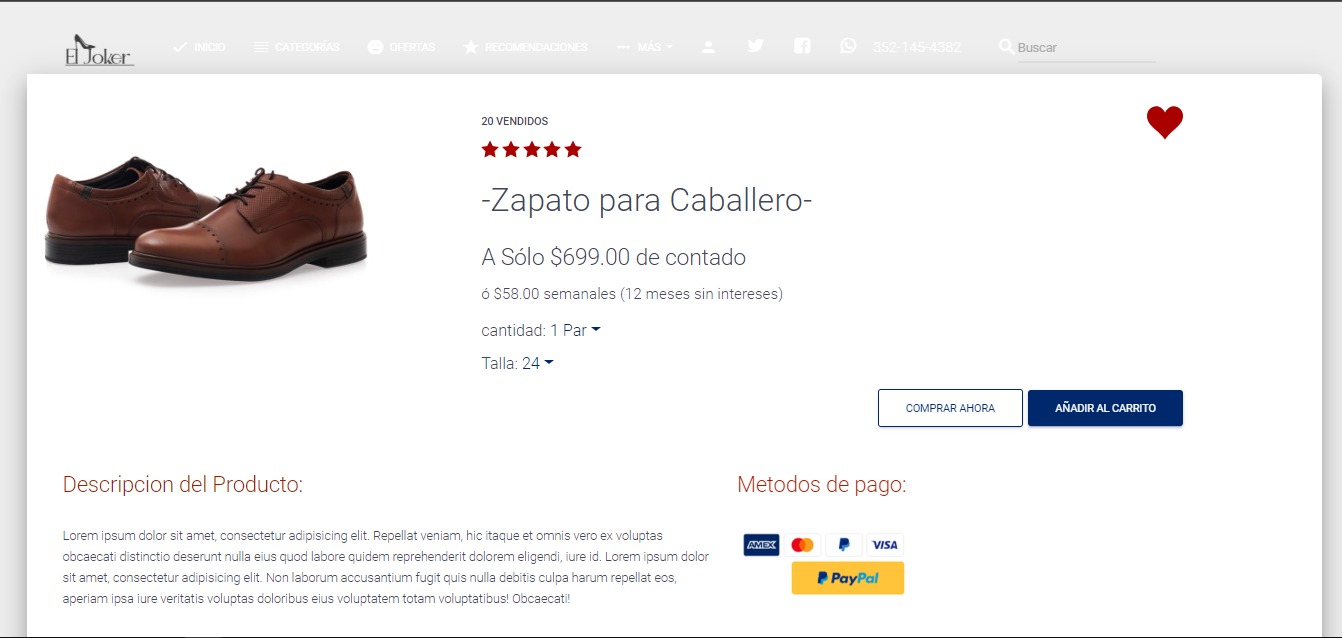 El Joker
INICIO CATEGORÍAS OFERTAS RECOMENDACIONES MÁS 352-145-4382 Buscar
20 VENDIDOS
-Zapato para Caballero-
A Sólo $699.00 de contado
ó $58.00 semanales (12 meses sin intereses)
cantidad: 1 Par
Talla: 24
COMPRAR AHORA AÑADIR AL CARRITO
Descripcion del Producto:
Lorem ipsum dolor sit amet, consectetur adipisicing elit. Repellat veniam, hic itaque et omnis vero ex voluptas
obcaecati distinctio deserunt nulla eius quod labore quidem reprehenderit dolorem eligendi, iure id. Lorem ipsum dolor
sit amet, consectetur adipisicing elit. Non laborum accusantium fugit quis nulla debitis culpa harum repellat eos,
aperiam ipsa iure veritatis voluptas doloribus eius voluptatem totam voluptatibus! Obcaecati!
Metodos de pago:
AMEX VISA
PayPal